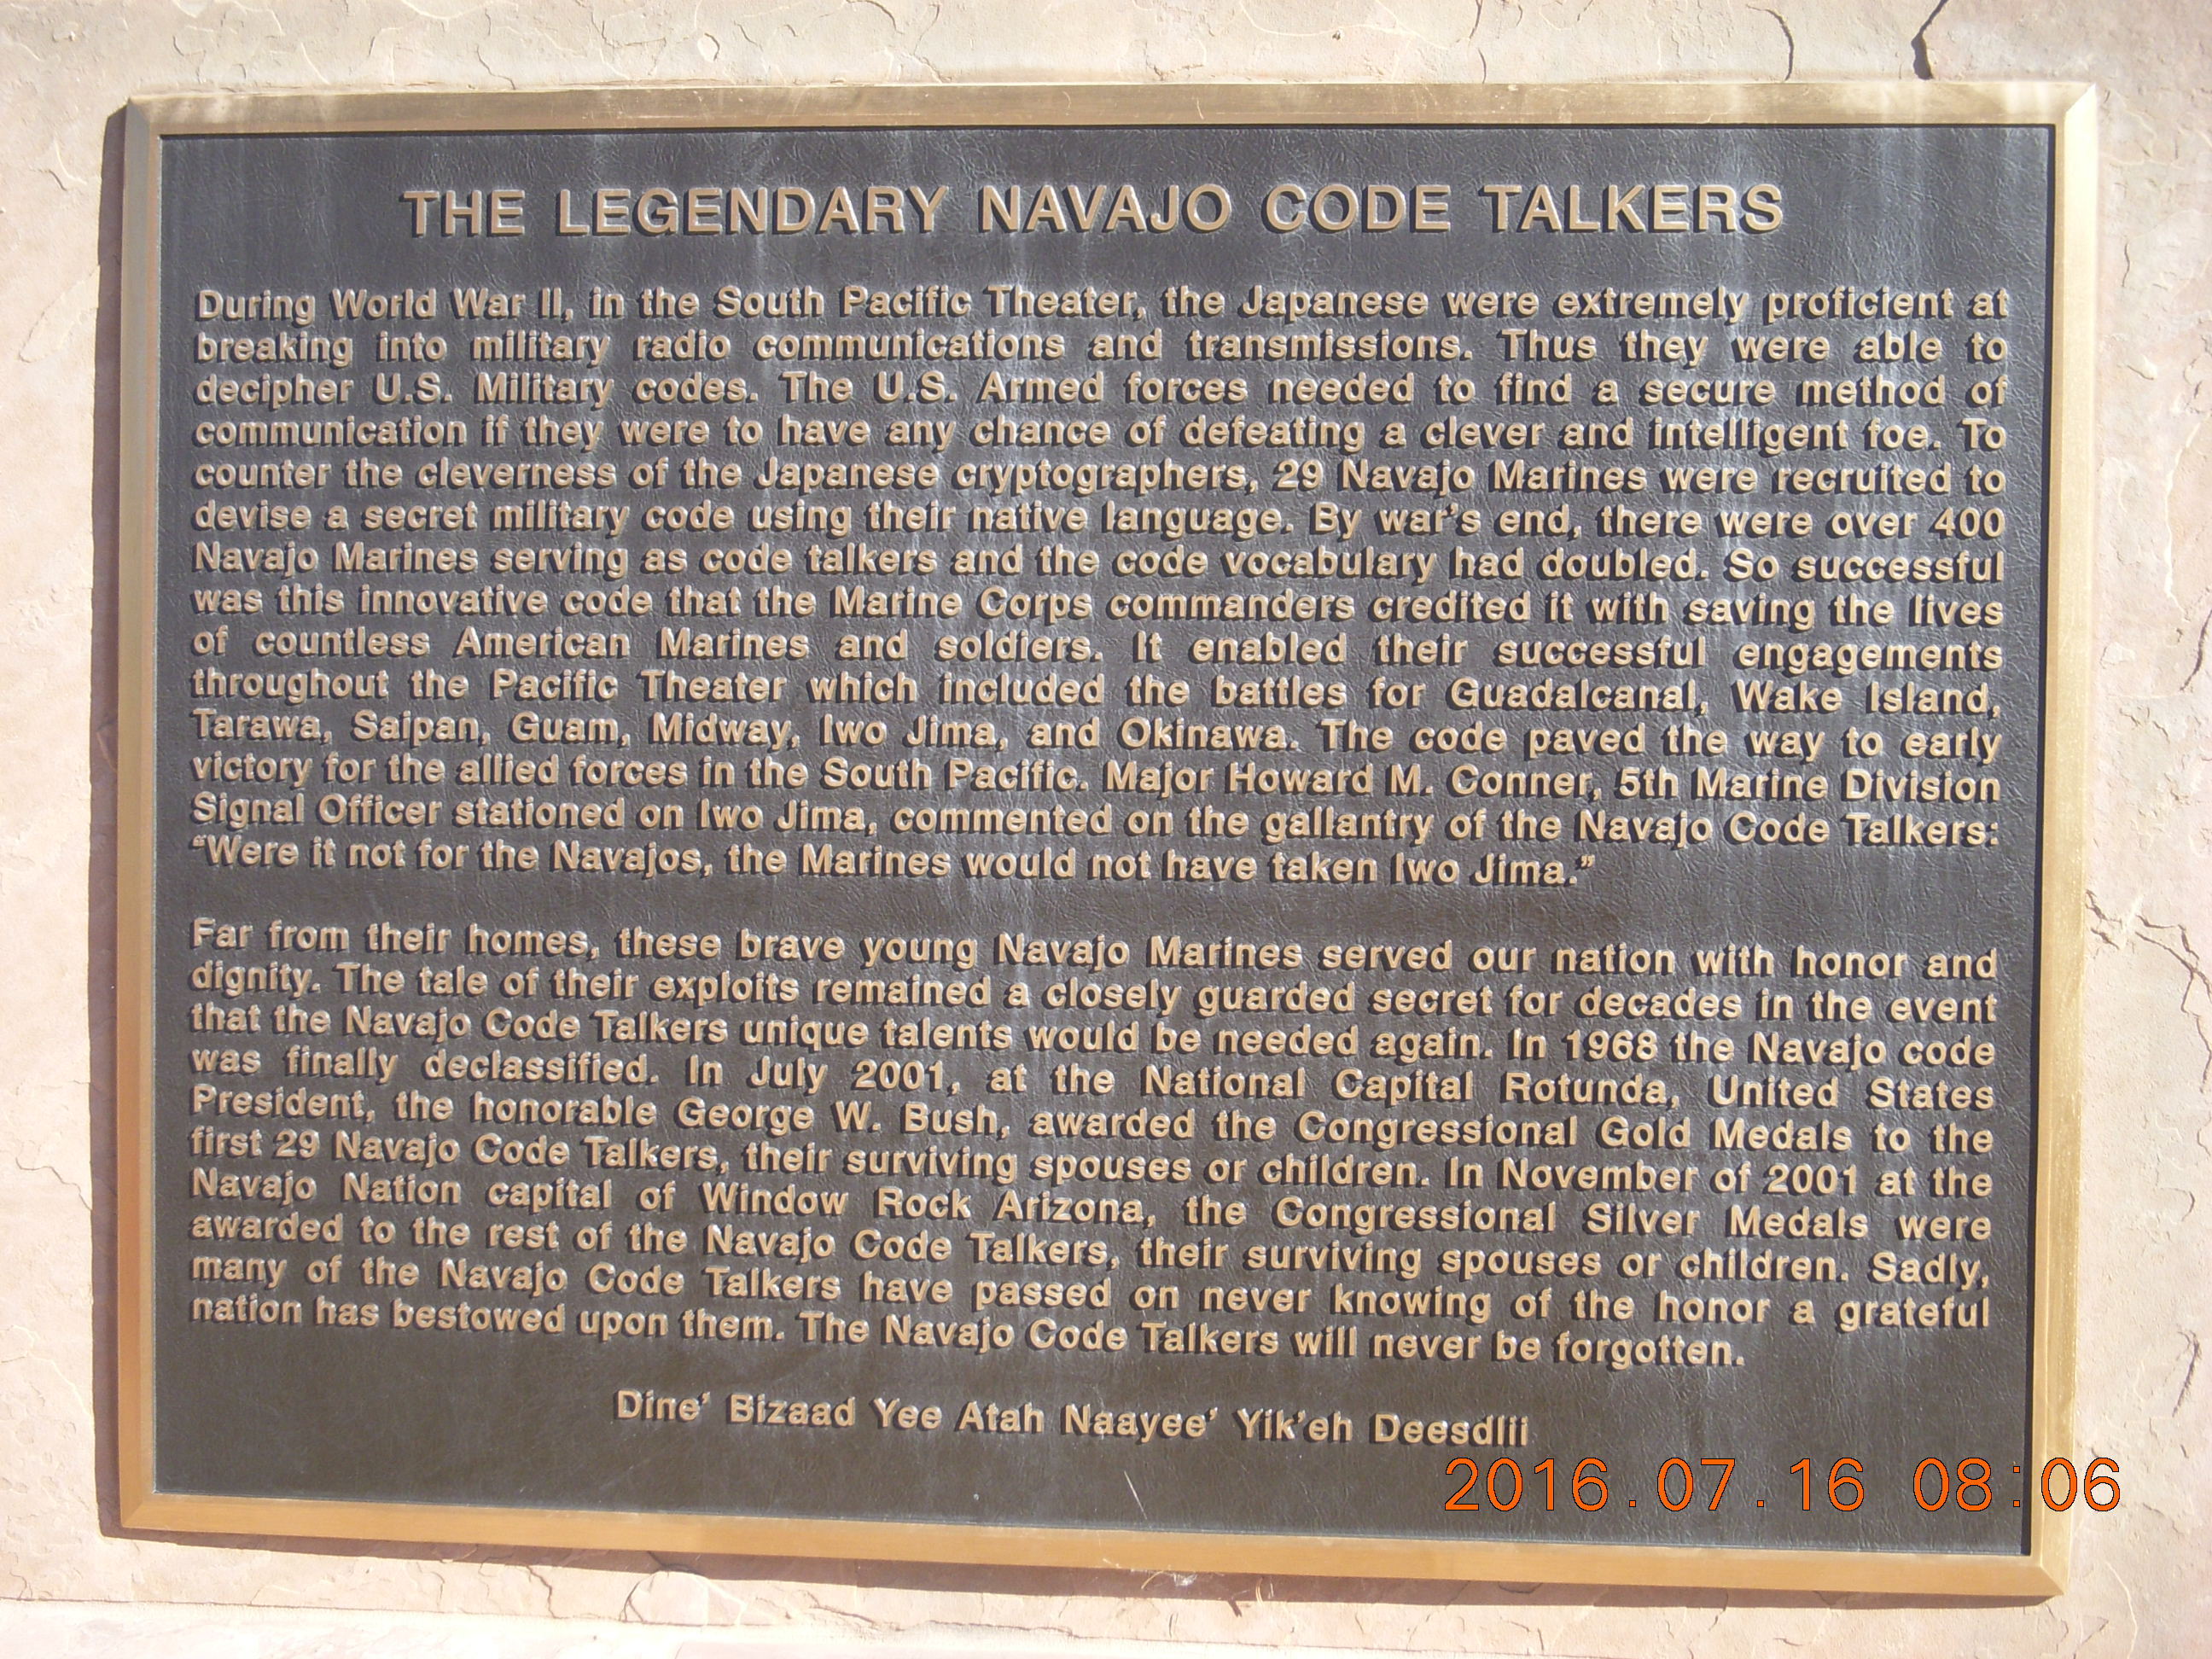 THE LEGENDARY NAVAJO CODE TALKERS
During World War II, in the South Pacific Theater, the Japanese were extremely proficient at
breaking into military radio communications and transmissions. Thus they were able to
decipher U.S. Military codes. The U.S. Armed forces needed to find a secure method of
communication if they were to have any chance of defeating a clever and intelligent foe. To
counter the cleverness of the Japanese cryptographers, 29 Navajo Marines were recruited to
devise a secret military code using their native language. By war's end, there were over 400
Navajo Marines serving as code talkers and the code vocabulary had doubled. So successful
was this innovative code that the Marine Corps commanders credited it with saving the lives
of countless American Marines and soldiers. It enabled their successful engagements
throughout the Pacific Theater which included the battles for Guadalcanal, Wake Island,
Tarawa, Saipan, Guam, Midway, Iwo Jima, and Okinawa. The code paved the way to early
victory for the allied forces in the South Pacific. Major Howard M. Conner, 5th Marine Division
Signal Officer stationed on Iwo Jima, commented on the gallantry of the Navajo Code Talkers:
“Were it not for the Navajos, the Marines would not have taken Iwo Jima.”
Far from their homes, these brave young Navajo Marines served our nation with honor and
dignity. The tale of their exploits remained a closely guarded secret for decades in the event
that the Navajo Code Talkers unique talents would be needed again. In 1968 the Navajo code
was finally declassified. In July 2001, at the National Capital Rotunda, United States
President, the honorable George W. Bush, awarded the Congressional Gold Medals to the
first 29 Navajo Code Talkers, their surviving spouses or children. In November of 2001 at the
Navajo Nation capital of Window Rock Arizona, the Congressional Silver Medals were
awarded to the rest of the Navajo Code Talkers, their surviving spouses or children. Sadly,
many of the Navajo Code Talkers have passed on never knowing of the honor a grateful
nation has bestowed upon them. The Navajo Code Talkers will never be forgotten.
Dine’ Bizaad Yee Atah Naayee’ Yik’eh Deesdlii
2016.07.16 08:06